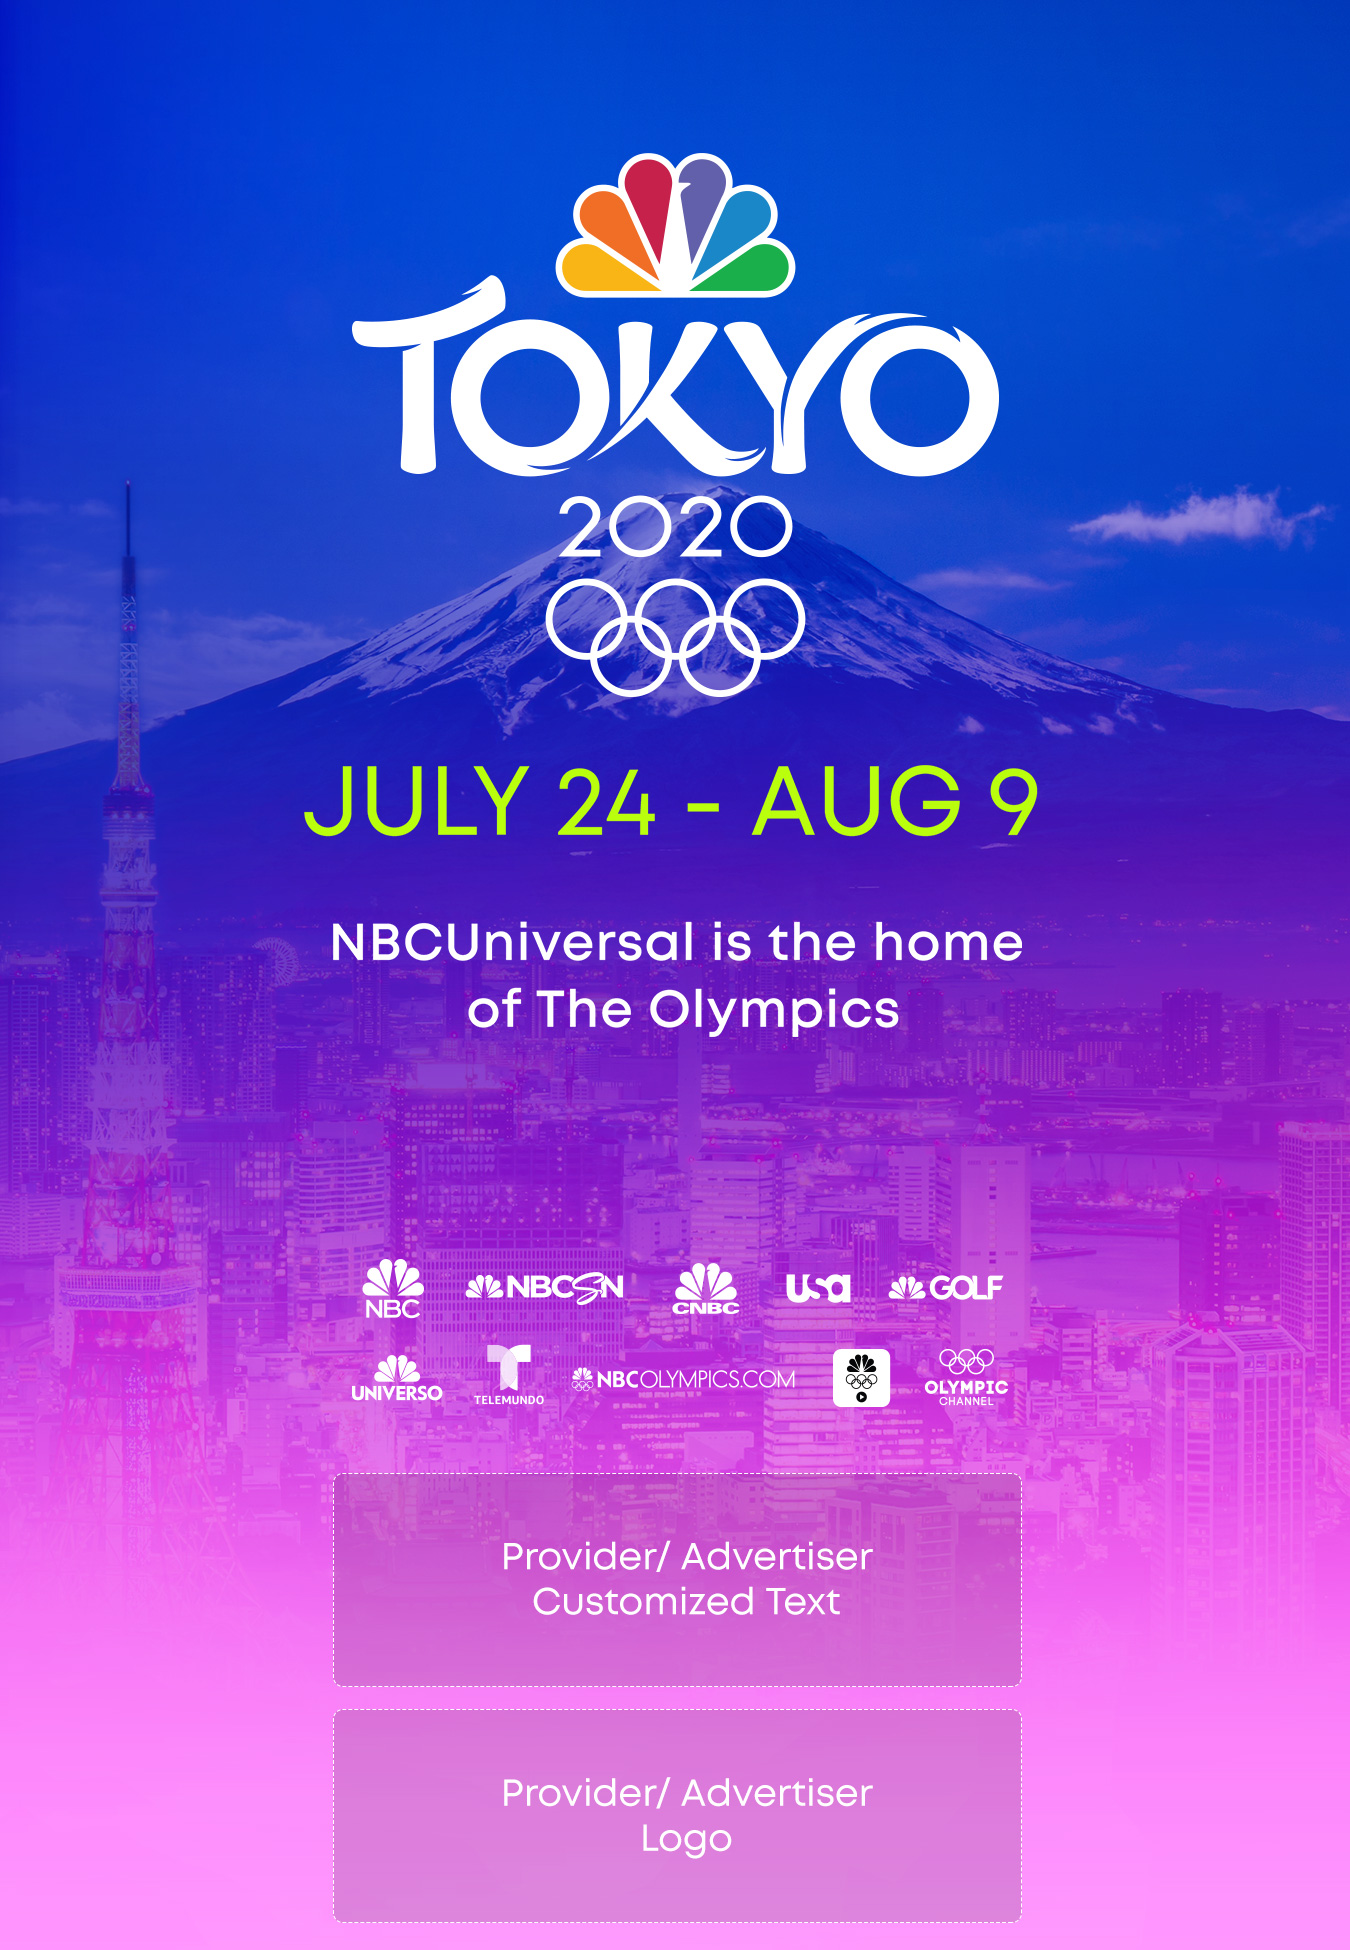 TOKYO
2020
JULY 24 - AUG 9
NBCUniversal is the home
of The Olympics
NBC NBCSN CNBC usa GOLF
UNIVERSO TELEMUNDO NBCOLYMPICS.COM OLYMPIC CHANNEL
Provider/ Advertiser
Customized Text
Provider/ Advertiser
Logo